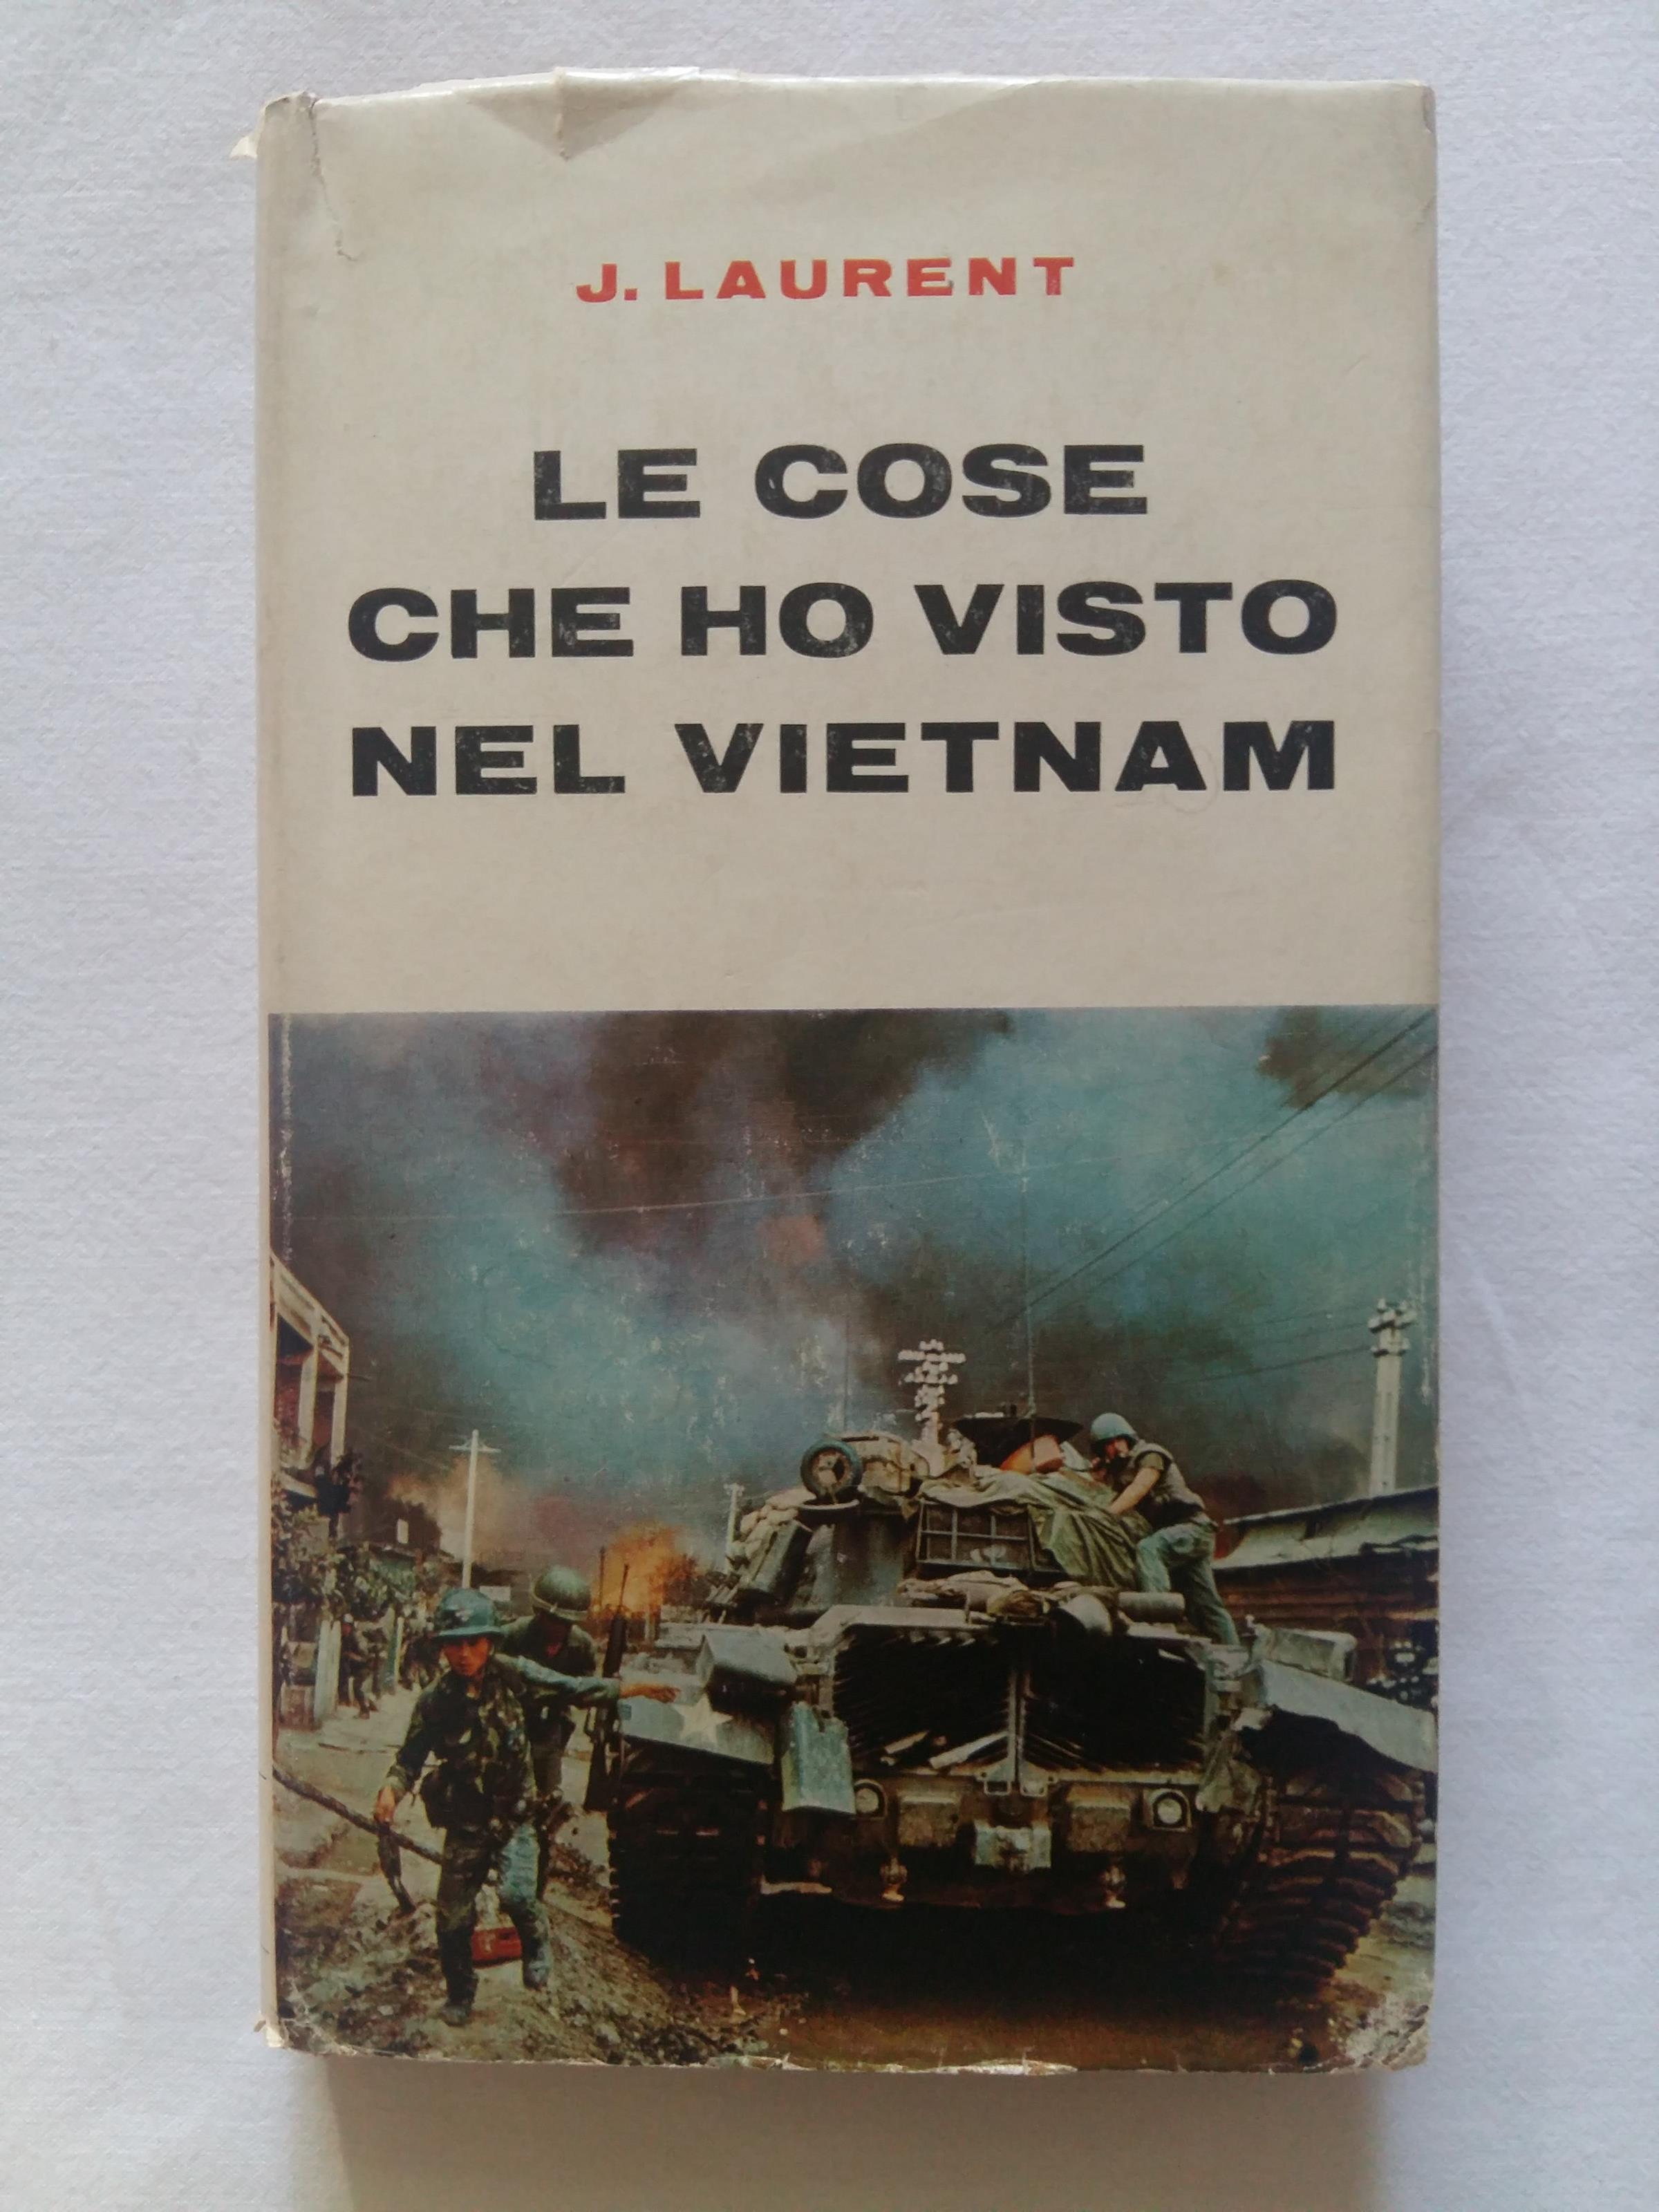 J. LAURENT
LE COSE
CHE HO VISTO
NEL VIETNAM